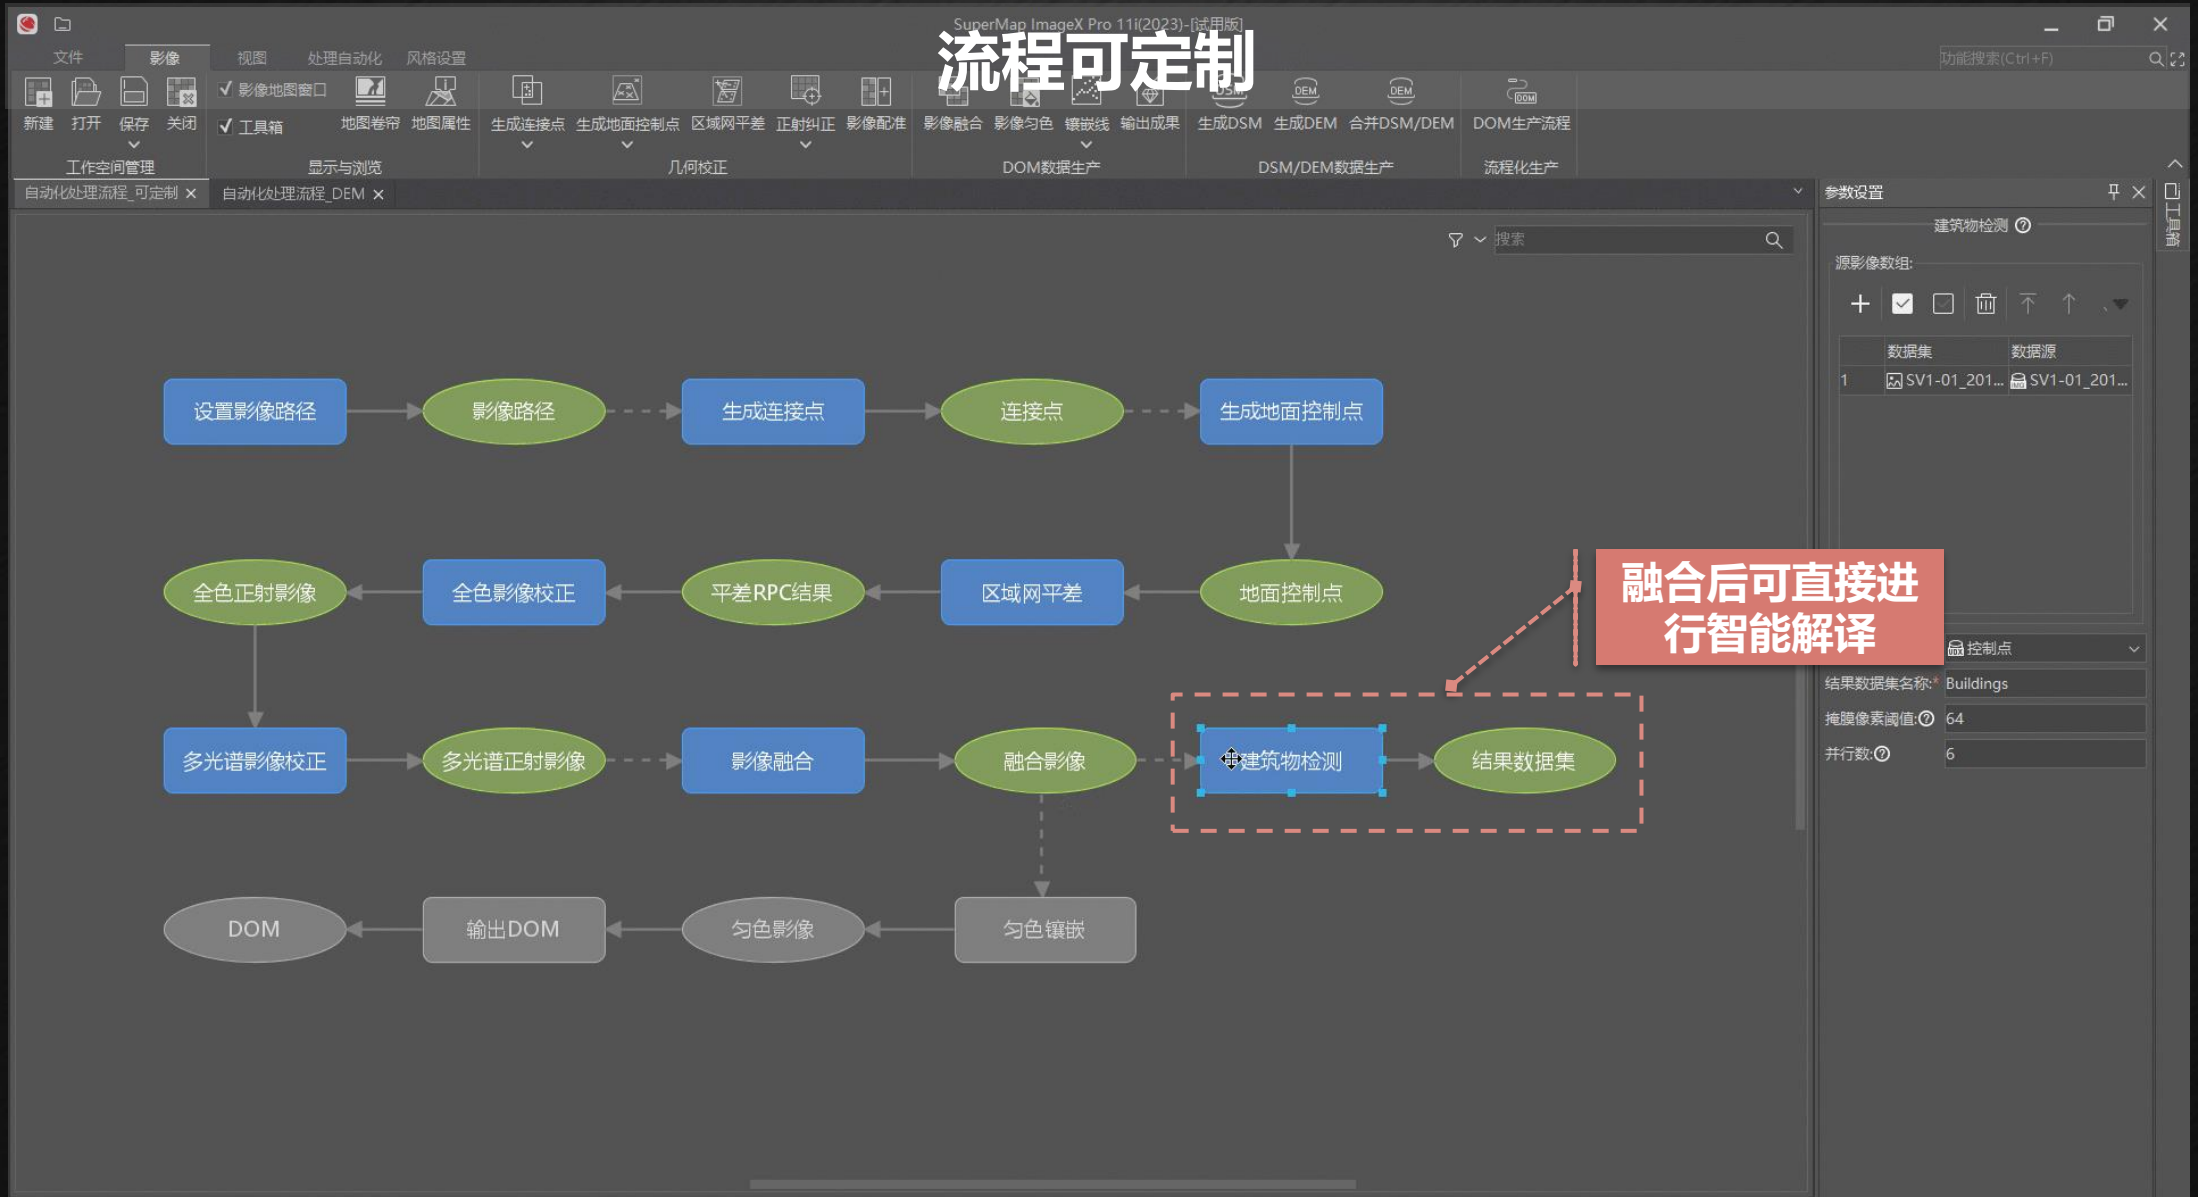 SuperMap ImageX Pro 11i(2023)-[试用版]
流程可定制
文件 影像 视图 处理自动化 风格设置
功能搜索(Ctrl+F)
新建 打开 保存 关闭
影像地图窗口
工具箱
地图卷帘 地图属性
生成连接点 生成地面控制点 区域网平差 正射纠正 影像配准
影像融合 影像匀色 镶嵌线 输出成果
生成DSM 生成DEM 合并DSM/DEM
DOM生产流程
工作空间管理 显示与浏览 几何校正 DOM数据生产 DSM/DEM数据生产 流程化生产
自动化处理流程_可定制 自动化处理流程_DEM
搜索
设置影像路径 影像路径 生成连接点 连接点 生成地面控制点
全色正射影像 全色影像校正 平差RPC结果 区域网平差 地面控制点
多光谱影像校正 多光谱正射影像 影像融合 融合影像 建筑物检测 结果数据集
DOM 输出DOM 匀色影像 匀色镶嵌
融合后可直接进
行智能解译
参数设置
工具箱
建筑物检测
源影像数组:
数据集 数据源
1 SV1-01_201... SV1-01_201...
控制点
结果数据集名称:* Buildings
掩膜像素阈值: 64
并行数: 6